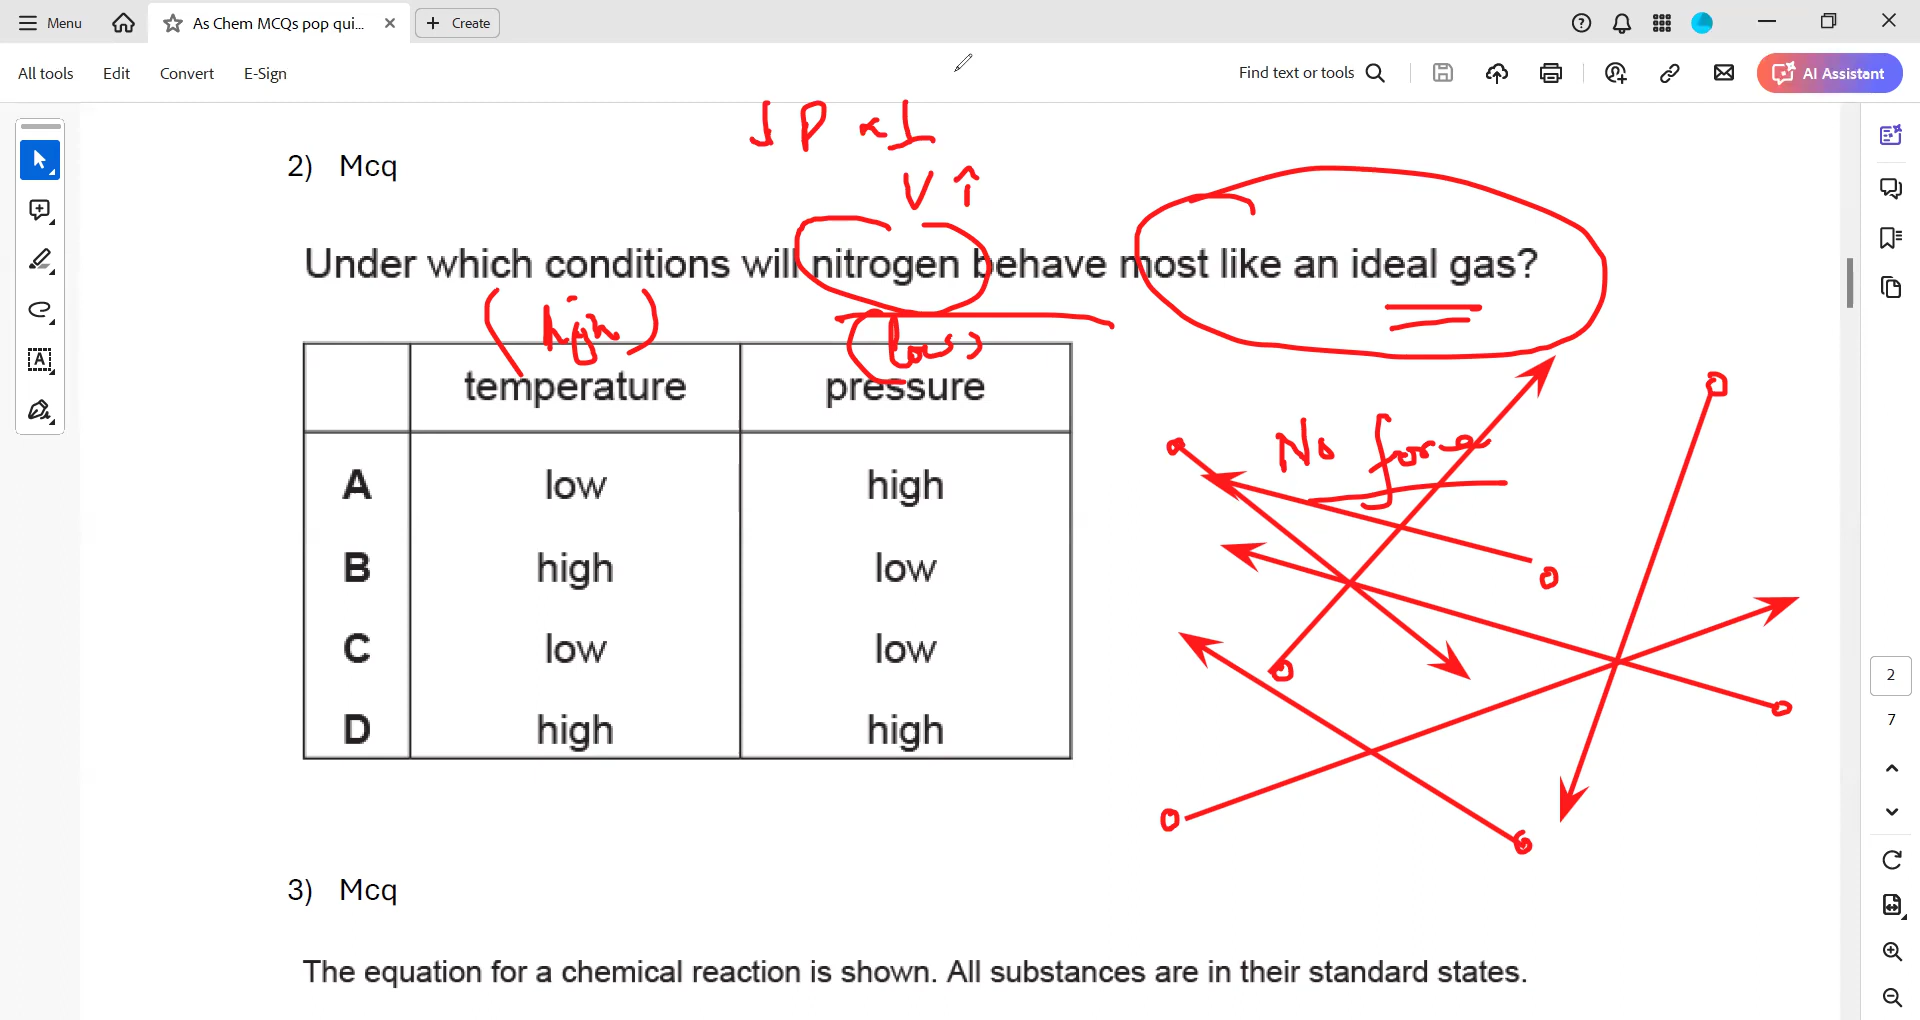 Menu
As Chem MCQs pop qui...
Create
All tools
Edit
Convert
E-Sign
Find text or tools
AI Assistant
↓ P ∝ 1
V ↑
2) Mcq
Under which conditions will nitrogen behave most like an ideal gas?
(high)
(low)
temperature pressure
No force
A low high
B high low
C low low
D high high
2
7
3) Mcq
The equation for a chemical reaction is shown. All substances are in their standard states.